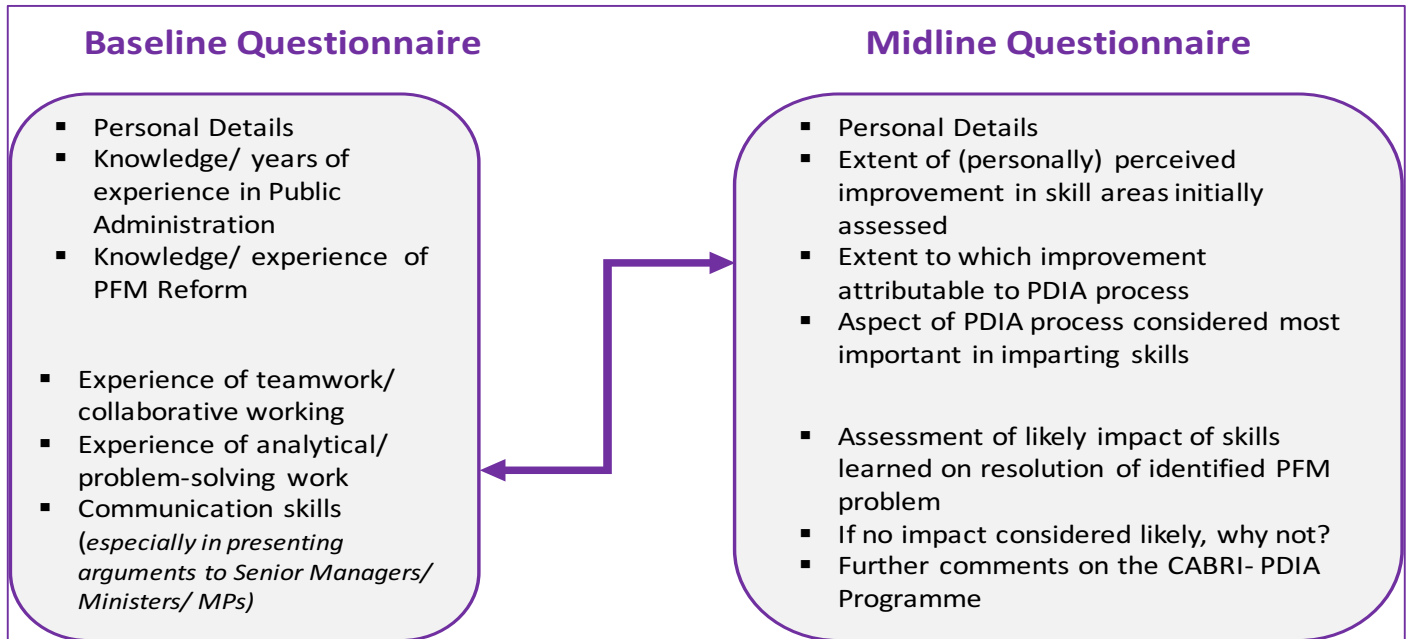 Baseline Questionnaire
▪ Personal Details
▪ Knowledge/ years of
experience in Public
Administration
▪ Knowledge/ experience of
PFM Reform
▪ Experience of teamwork/
collaborative working
▪ Experience of analytical/
problem-solving work
▪ Communication skills
(especially in presenting
arguments to Senior Managers/
Ministers/ MPs)
Midline Questionnaire
▪ Personal Details
▪ Extent of (personally) perceived
improvement in skill areas initially
assessed
▪ Extent to which improvement
attributable to PDIA process
▪ Aspect of PDIA process considered most
important in imparting skills
▪ Assessment of likely impact of skills
learned on resolution of identified PFM
problem
▪ If no impact considered likely, why not?
▪ Further comments on the CABRI- PDIA
Programme